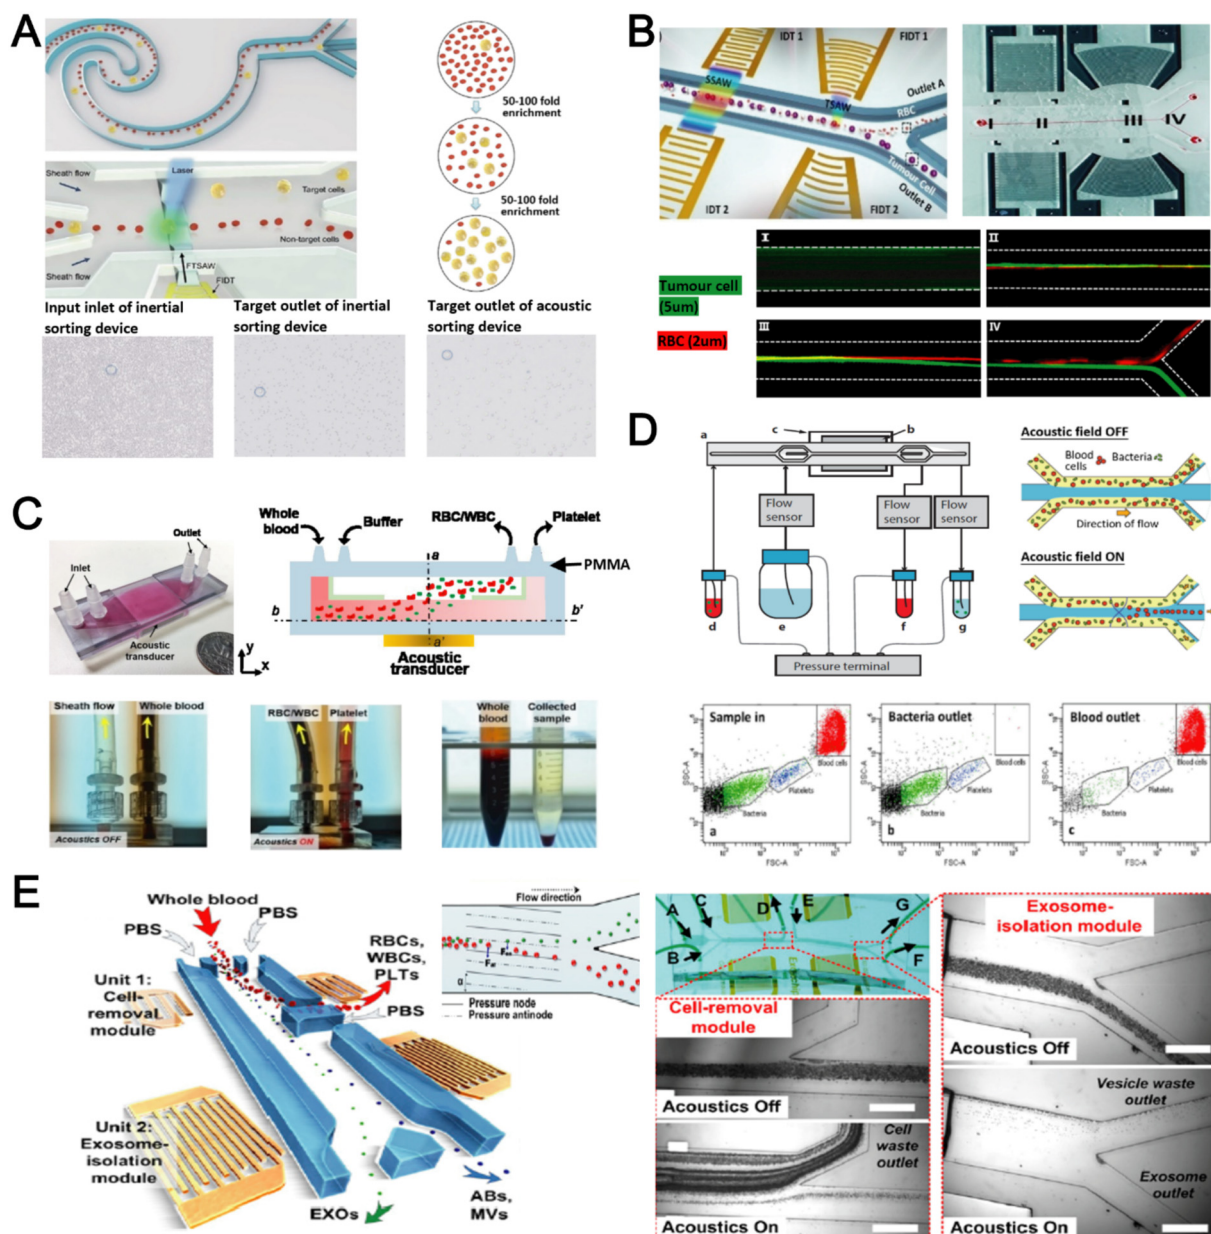 A
50-100 fold
enrichment
50-100 fold
enrichment
Sheath flow
Laser
Target cells
Non-target cells
Sheath flow
FTSAW
FIDT
Input inlet of inertial
sorting device
Target outlet of inertial
sorting device
Target outlet of acoustic
sorting device
B
IDT 1
FIDT 1
SSAW
TSAW
Outlet A
RBC
Tumour Cell
Outlet B
IDT 2
FIDT 2
I
II
III
IV
Tumour cell
(5um)
RBC (2um)
I
II
III
IV
C
Outlet
Inlet
Acoustic
transducer
y
x
Whole
blood
Buffer
RBC/WBC
Platelet
PMMA
a
b
b'
a'
Acoustic
transducer
Sheath flow
Whole blood
Acoustics OFF
RBC/WBC
Platelet
Acoustics ON
Whole
blood
Collected
sample
D
a
c
b
Flow
sensor
Flow
sensor
Flow
sensor
d
e
f
g
Pressure terminal
Acoustic field OFF
Blood
cells
Bacteria
Direction of flow
Acoustic field ON
Sample in
Blood cells
Platelets
Bacteria
a
SSC-A
FSC-A
Bacteria outlet
Blood cells
Platelets
Bacteria
b
SSC-A
FSC-A
Blood outlet
Blood cells
Platelets
Bacteria
c
SSC-A
FSC-A
E
Whole blood
PBS
PBS
RBCs,
WBCs,
PLTs
Unit 1:
Cell-
removal
module
PBS
Unit 2:
Exosome-
isolation
module
EXOs
ABs,
MVs
Flow direction
α
Pressure node
Pressure antinode
A
C
D
E
G
B
F
Cell-removal
module
Acoustics Off
Cell
waste
outlet
Acoustics On
Exosome-
isolation module
Acoustics Off
Vesicle waste
outlet
Exosome
outlet
Acoustics On